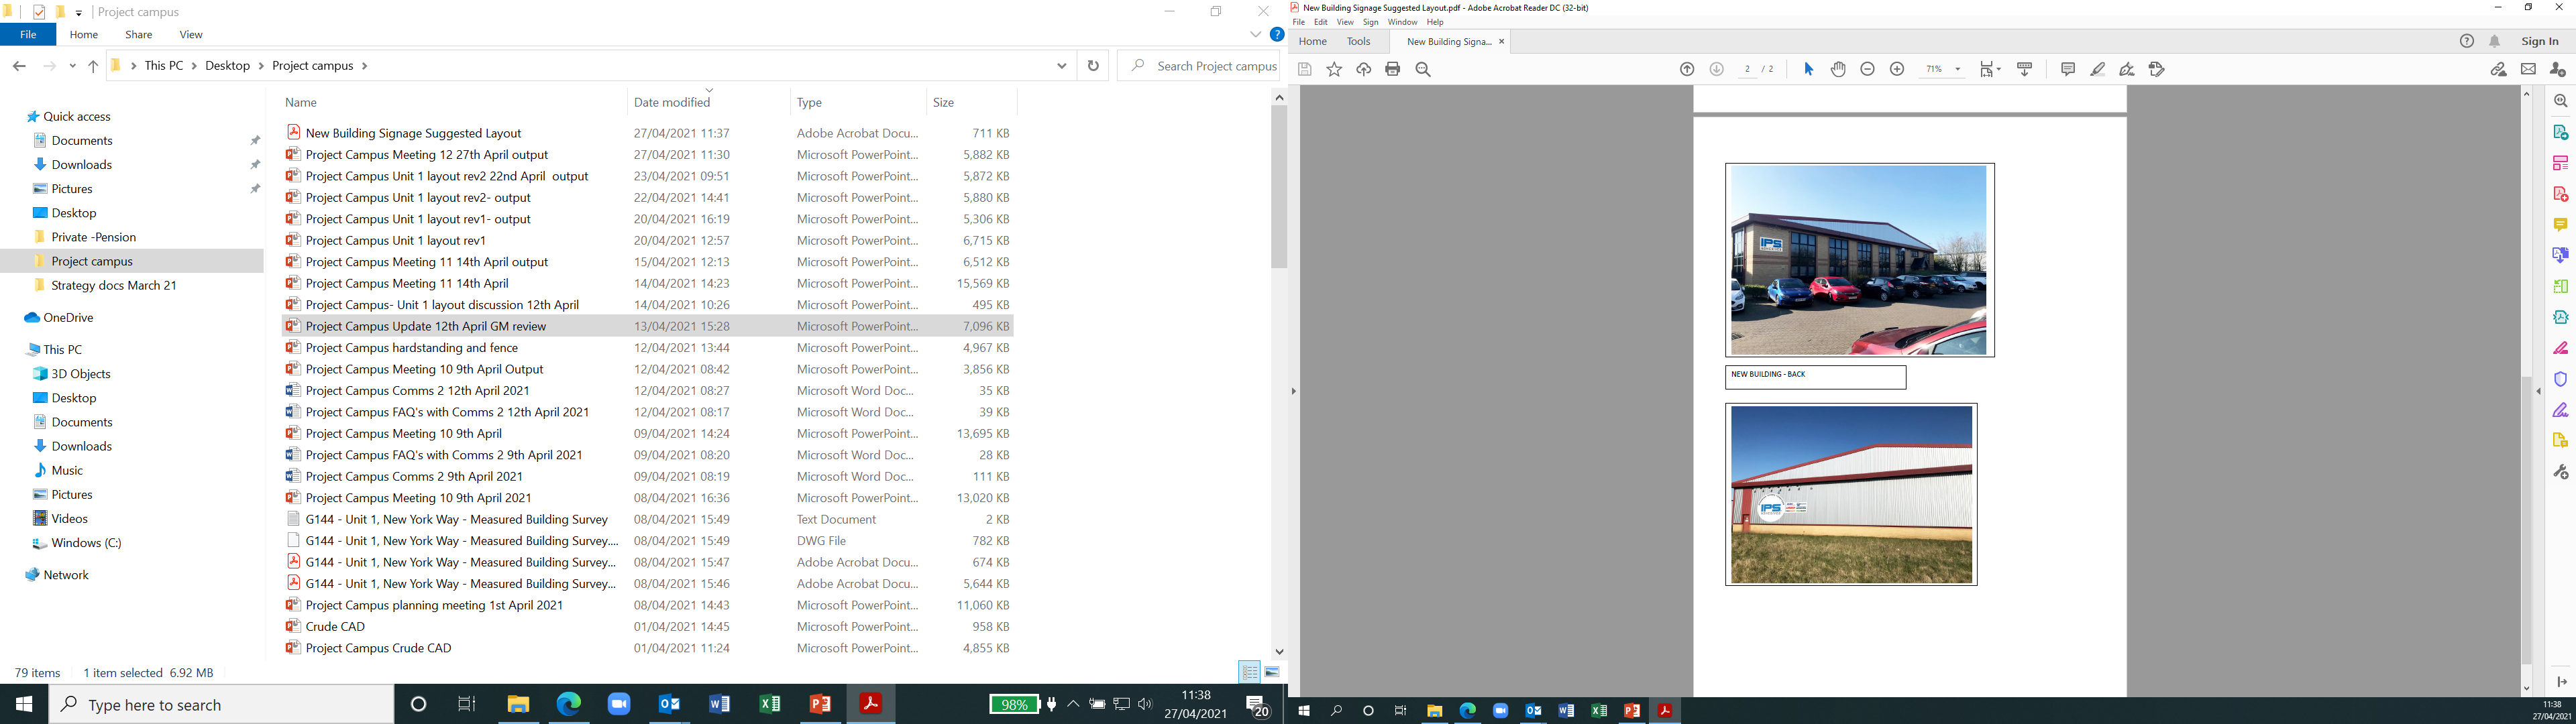 Project campus
File Home Share View
This PC Desktop Project campus
Search Project campus
Name Date modified Type Size
Quick access
Documents
Downloads
Pictures
Desktop
Private -Pension
Project campus
Strategy docs March 21
OneDrive
This PC
3D Objects
Desktop
Documents
Downloads
Music
Pictures
Videos
Windows (C:)
Network
New Building Signage Suggested Layout 27/04/2021 11:37 Adobe Acrobat Docu... 711 KB
Project Campus Meeting 12 27th April output 27/04/2021 11:30 Microsoft PowerPoint... 5,882 KB
Project Campus Unit 1 layout rev2 22nd April output 23/04/2021 09:51 Microsoft PowerPoint... 5,872 KB
Project Campus Unit 1 layout rev2- output 22/04/2021 14:41 Microsoft PowerPoint... 5,880 KB
Project Campus Unit 1 layout rev1- output 20/04/2021 16:19 Microsoft PowerPoint... 5,306 KB
Project Campus Unit 1 layout rev1 20/04/2021 12:57 Microsoft PowerPoint... 6,715 KB
Project Campus Meeting 11 14th April output 15/04/2021 12:13 Microsoft PowerPoint... 6,512 KB
Project Campus Meeting 11 14th April 14/04/2021 14:23 Microsoft PowerPoint... 15,569 KB
Project Campus- Unit 1 layout discussion 12th April 14/04/2021 10:26 Microsoft PowerPoint... 495 KB
Project Campus Update 12th April GM review 13/04/2021 15:28 Microsoft PowerPoint... 7,096 KB
Project Campus hardstanding and fence 12/04/2021 13:44 Microsoft PowerPoint... 4,967 KB
Project Campus Meeting 10 9th April Output 12/04/2021 08:42 Microsoft PowerPoint... 3,856 KB
Project Campus Comms 2 12th April 2021 12/04/2021 08:27 Microsoft Word Doc... 35 KB
Project Campus FAQ's with Comms 2 12th April 2021 12/04/2021 08:17 Microsoft Word Doc... 39 KB
Project Campus Meeting 10 9th April 09/04/2021 14:24 Microsoft PowerPoint... 13,695 KB
Project Campus FAQ's with Comms 2 9th April 2021 09/04/2021 08:20 Microsoft Word Doc... 28 KB
Project Campus Comms 2 9th April 2021 09/04/2021 08:19 Microsoft Word Doc... 111 KB
Project Campus Meeting 10 9th April 2021 08/04/2021 16:36 Microsoft PowerPoint... 13,020 KB
G144 - Unit 1, New York Way - Measured Building Survey 08/04/2021 15:49 Text Document 2 KB
G144 - Unit 1, New York Way - Measured Building Survey.... 08/04/2021 15:49 DWG File 782 KB
G144 - Unit 1, New York Way - Measured Building Survey... 08/04/2021 15:47 Adobe Acrobat Docu... 674 KB
G144 - Unit 1, New York Way - Measured Building Survey... 08/04/2021 15:46 Adobe Acrobat Docu... 5,644 KB
Project Campus planning meeting 1st April 2021 08/04/2021 14:43 Microsoft PowerPoint... 11,060 KB
Crude CAD 01/04/2021 14:45 Microsoft PowerPoint... 958 KB
Project Campus Crude CAD 01/04/2021 11:24 Microsoft PowerPoint... 4,855 KB
79 items 1 item selected 6.92 MB
Type here to search
98%
11:38
27/04/2021
20
New Building Signage Suggested Layout.pdf - Adobe Acrobat Reader DC (32-bit)
File Edit View Sign Window Help
Home Tools New Building Signa...
Sign In
2 / 2 71%
IPS
NEW BUILDING - BACK
IPS
11:38
27/04/2021